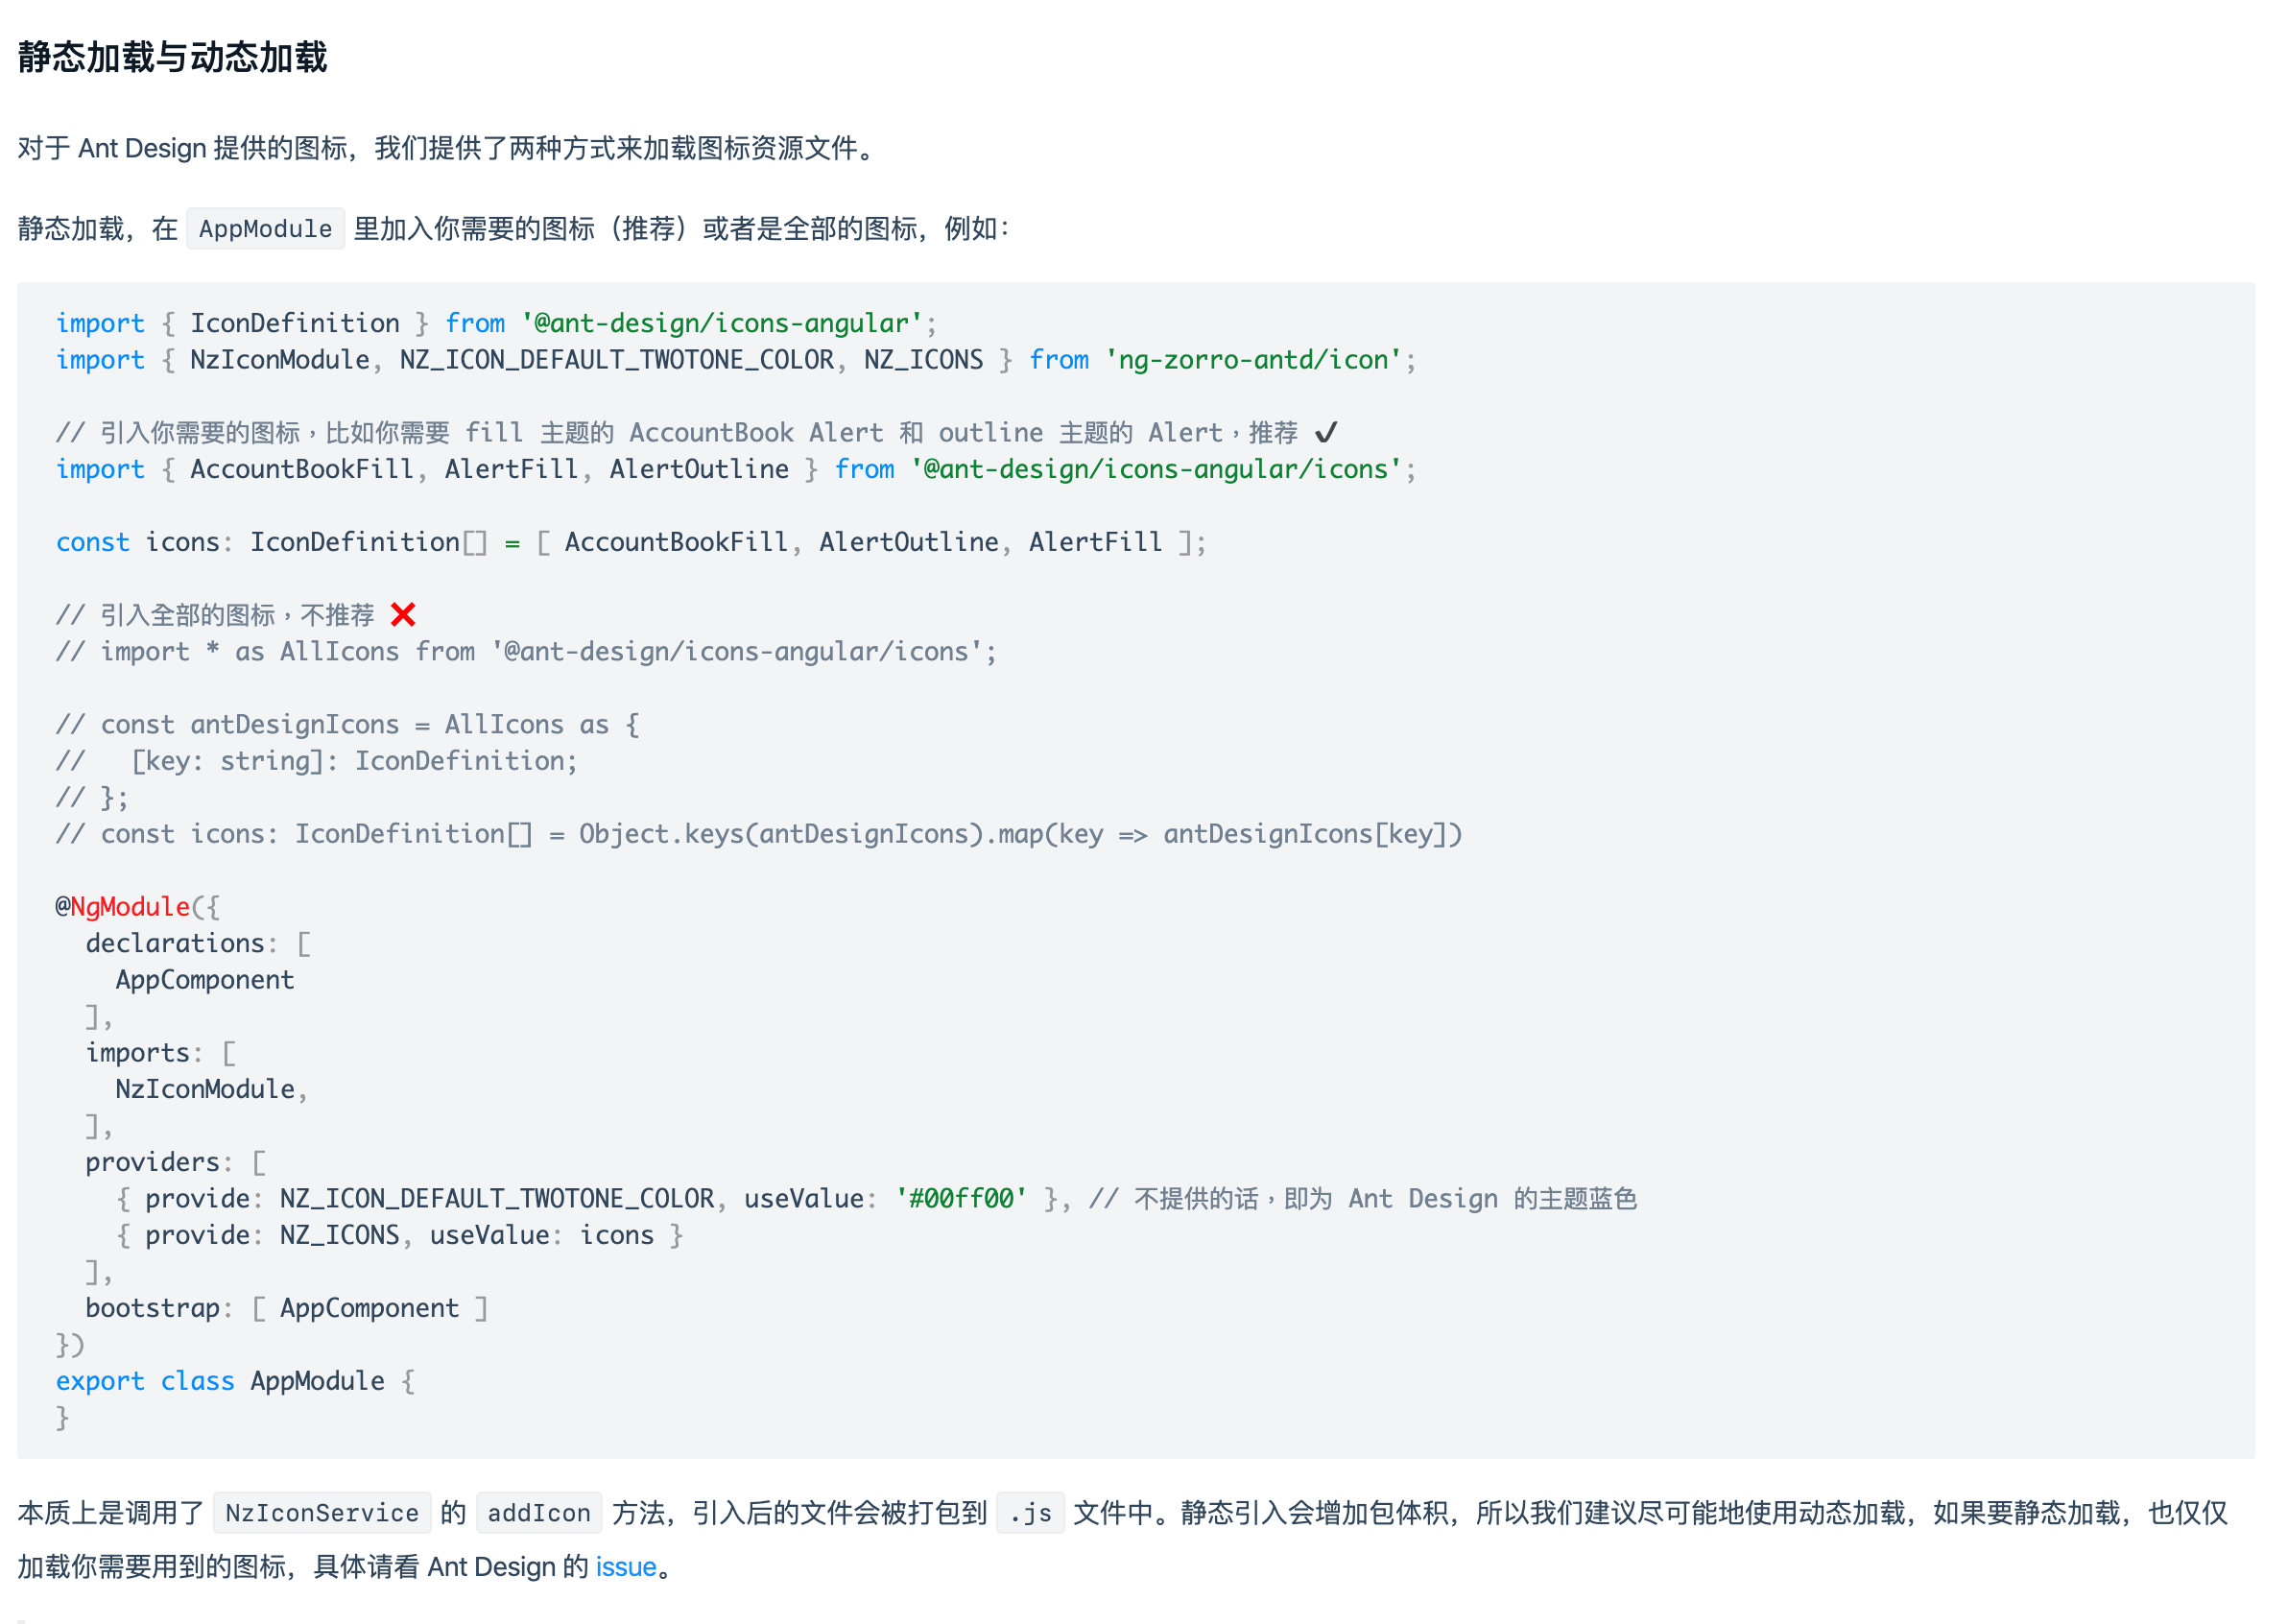 静态加载与动态加载
对于 Ant Design 提供的图标，我们提供了两种方式来加载图标资源文件。
静态加载，在 AppModule 里加入你需要的图标（推荐）或者是全部的图标，例如：
import { IconDefinition } from '@ant-design/icons-angular';
import { NzIconModule, NZ_ICON_DEFAULT_TWOTONE_COLOR, NZ_ICONS } from 'ng-zorro-antd/icon';
// 引入你需要的图标，比如你需要 fill 主题的 AccountBook Alert 和 outline 主题的 Alert，推荐 ✔️
import { AccountBookFill, AlertFill, AlertOutline } from '@ant-design/icons-angular/icons';
const icons: IconDefinition[] = [ AccountBookFill, AlertOutline, AlertFill ];
// 引入全部的图标，不推荐 ❌
// import * as AllIcons from '@ant-design/icons-angular/icons';
// const antDesignIcons = AllIcons as {
//   [key: string]: IconDefinition;
// };
// const icons: IconDefinition[] = Object.keys(antDesignIcons).map(key => antDesignIcons[key])
@NgModule({
  declarations: [
    AppComponent
  ],
  imports: [
    NzIconModule,
  ],
  providers: [
    { provide: NZ_ICON_DEFAULT_TWOTONE_COLOR, useValue: '#00ff00' }, // 不提供的话，即为 Ant Design 的主题蓝色
    { provide: NZ_ICONS, useValue: icons }
  ],
  bootstrap: [ AppComponent ]
})
export class AppModule {
}
本质上是调用了 NzIconService 的 addIcon 方法，引入后的文件会被打包到 .js 文件中。静态引入会增加包体积，所以我们建议尽可能地使用动态加载，如果要静态加载，也仅仅
加载你需要用到的图标，具体请看 Ant Design 的 issue。